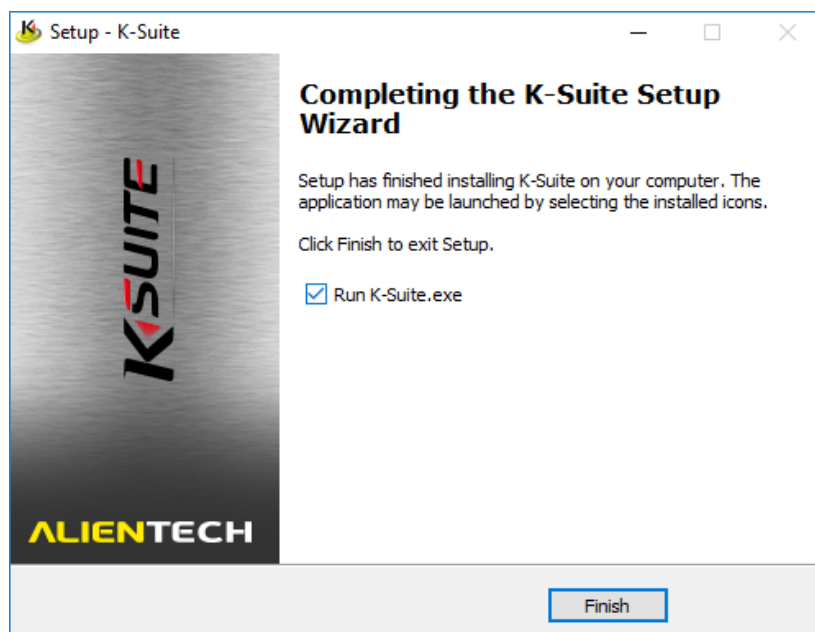 Setup - K-Suite
KSUITE
ALIENTECH
Completing the K-Suite Setup
Wizard
Setup has finished installing K-Suite on your computer. The
application may be launched by selecting the installed icons.
Click Finish to exit Setup.
Run K-Suite.exe
Finish